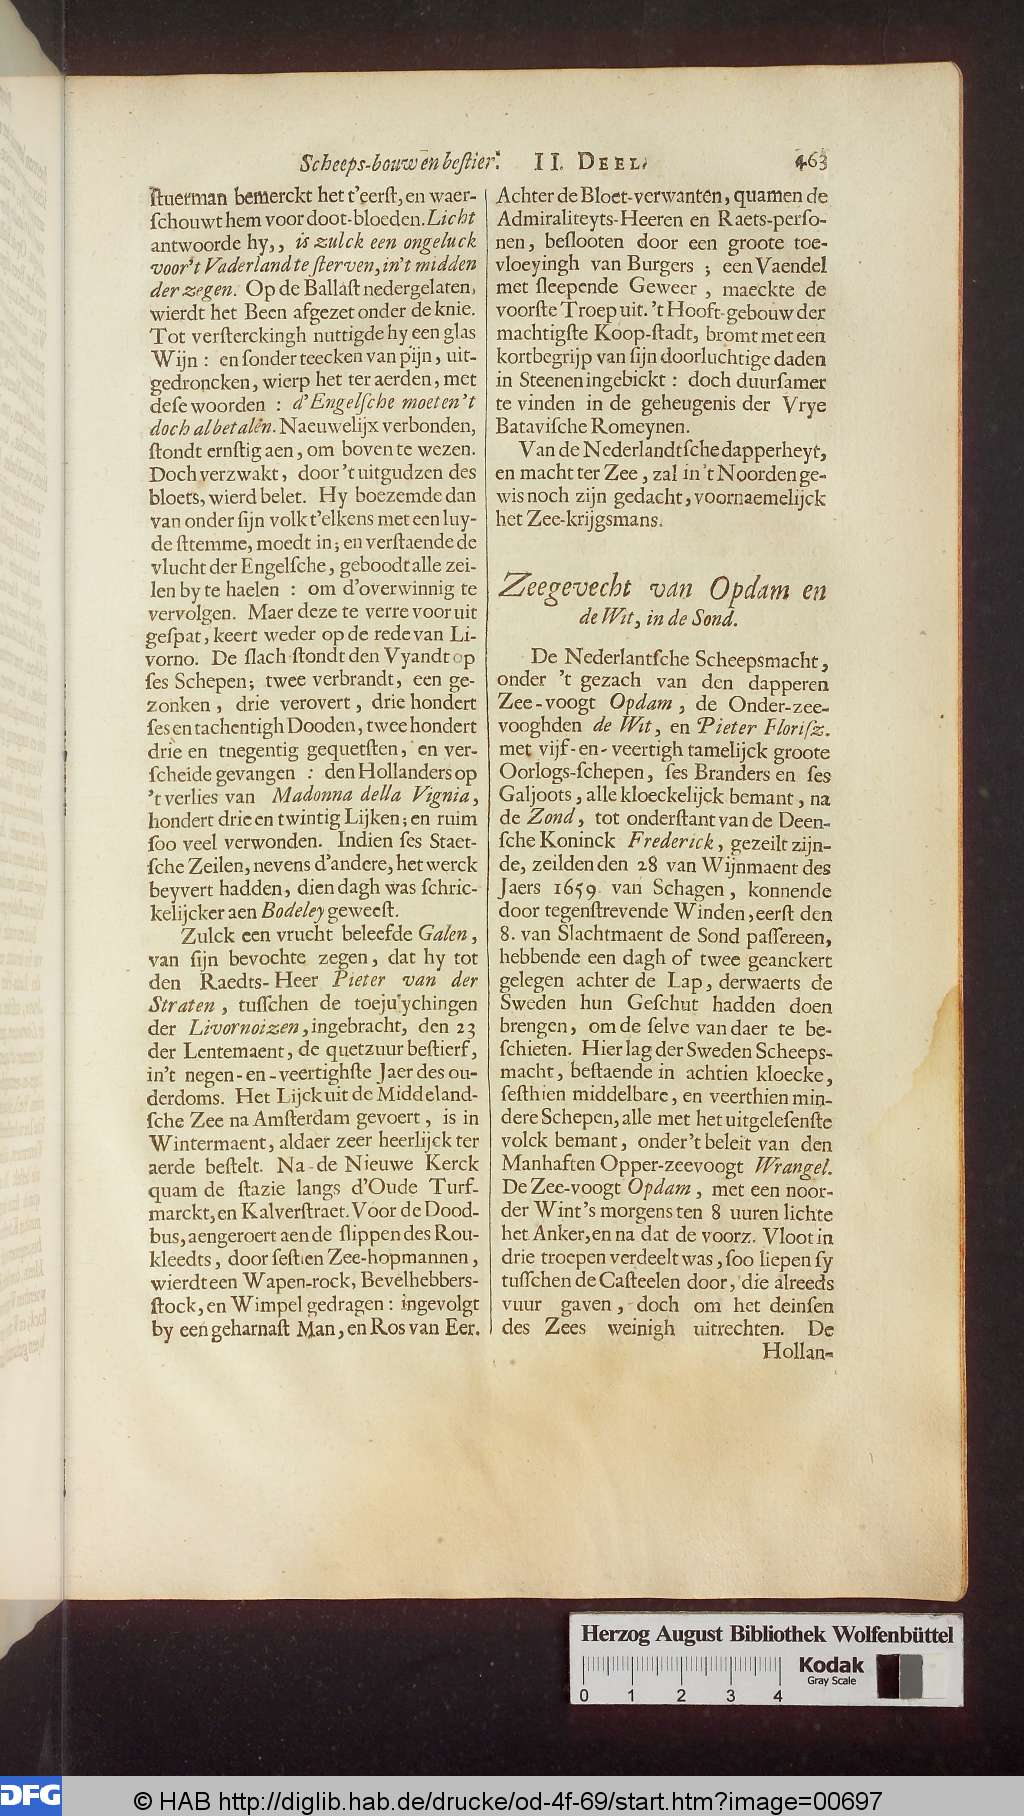 Scheeps-bouw en bestier. II. DEEL. 463
ſtuerman bemerckt het t'eerſt, en waer-
ſchouwt hem voor doot-bloeden. Licht
antwoorde hy,, is zulck een ongeluck
voor't Vaderland te ſterven, in't midden
der zegen. Op de Ballaſt nedergelaten,
wierdt het Been afgezet onder de knie.
Tot verſterckingh nuttigde hy een glas
Wijn : en ſonder teecken van pijn, uit-
gedroncken, wierp het ter aerden, met
deſe woorden : d'Engelſche moeten't
doch al betalen. Naeuwelijx verbonden,
ſtondt ernſtig aen, om boven te wezen.
Doch verzwakt, door 't uitgudzen des
bloets, wierd belet. Hy boezemde dan
van onder ſijn volk t'elkens met een luy-
de ſttemme, moedt in; en verſtaende de
vlucht der Engelſche, geboodt alle zei-
len by te haelen : om d'overwinnig te
vervolgen. Maer deze te verre voor uit
geſpat, keert weder op de rede van Li-
vorno. De ſlach ſtondt den Vyandt op
ſes Schepen; twee verbrandt, een ge-
zonken, drie verovert, drie hondert
ſes en tachentigh Dooden, twee hondert
drie en tnegentig gequetſten, en ver-
ſcheide gevangen : den Hollanders op
't verlies van Madonna della Vignia,
hondert drie en twintig Lijken; en ruim
ſoo veel verwonden. Indien ſes Staet-
ſche Zeilen, nevens d'andere, het werck
beyvert hadden, dien dagh was ſchric-
kelijcker aen Bodeley geweeſt.
Zulck een vrucht beleefde Galen,
van ſijn bevochte zegen, dat hy tot
den Raedts-Heer Pieter van der
Straten, tuſſchen de toejuychingen
der Livornoizen, ingebracht, den 23
der Lentemaent, de quetzuur beſtierf,
in't negen-en-veertighſte Jaer des ou-
derdoms. Het Lijck uit de Middeland-
ſche Zee na Amſterdam gevoert, is in
Wintermaent, aldaer zeer heerlijck ter
aerde beſtelt. Na de Nieuwe Kerck
quam de ſtazie langs d'Oude Turf-
marckt, en Kalverſtraet. Voor de Dood-
bus, aengeroert aen de ſlippen des Rou-
kleedts, door ſeſtien Zee-hopmannen,
wierdt een Wapen-rock, Bevelhebbers-
ſtock, en Wimpel gedragen : ingevolgt
by een geharnaſt Man, en Ros van Eer.
Achter de Bloet-verwanten, quamen de
Admiraliteyts-Heeren en Raets-perſo-
nen, beſlooten door een groote toe-
vloeyingh van Burgers ; een Vaendel
met ſleepende Geweer, maeckte de
voorſte Troep uit. 't Hooft-gebouw der
machtigſte Koop-ſtadt, bromt met een
kort begrijp van ſijn doorluchtige daden
in Steenen ingebickt : doch duurſamer
te vinden in de geheugenis der Vrye
Bataviſche Romeynen.
Van de Nederlandtſche dapperheyt,
en macht ter Zee, zal in 't Noorden ge-
wis noch zijn gedacht, voornaemelijck
het Zee-krijgsmans.
Zeegevecht van Opdam en
de Wit, in de Sond.
De Nederlantſche Scheepsmacht,
onder 't gezach van den dapperen
Zee-voogt Opdam, de Onder-zee-
vooghden de Wit, en Pieter Floriſz.
met vijf-en-veertigh tamelijck groote
Oorlogs-ſchepen, ſes Branders en ſes
Galjoots, alle kloeckelijck bemant, na
de Zond, tot onderſtant van de Deen-
ſche Koninck Frederick, gezeilt zijn-
de, zeilden den 28 van Wijnmaent des
Jaers 1659 van Schagen, konnende
door tegenſtrevende Winden, eerſt den
8. van Slachtmaent de Sond paſſereen,
hebbende een dagh of twee geanckert
gelegen achter de Lap, derwaerts de
Sweden hun Geſchut hadden doen
brengen, om de ſelve van daer te be-
ſchieten. Hier lag der Sweden Scheeps-
macht, beſtaende in achtien kloecke,
ſeſthien middelbare, en veerthien min-
dere Schepen, alle met het uitgeleſenſte
volck bemant, onder't beleit van den
Manhaften Opper-zeevoogt Wrangel.
De Zee-voogt Opdam, met een noor-
der Wint 's morgens ten 8 uuren lichte
het Anker, en na dat de voorz. Vloot in
drie troepen verdeelt was, ſoo liepen ſy
tuſſchen de Caſteelen door, die alreeds
vuur gaven, doch om het deinſen
des Zees weinigh uitrechten. De
Hollan-
Herzog August Bibliothek Wolfenbüttel
Kodak
Gray Scale
0 1 2 3 4
DFG © HAB http://diglib.hab.de/drucke/od-4f-69/start.htm?image=00697